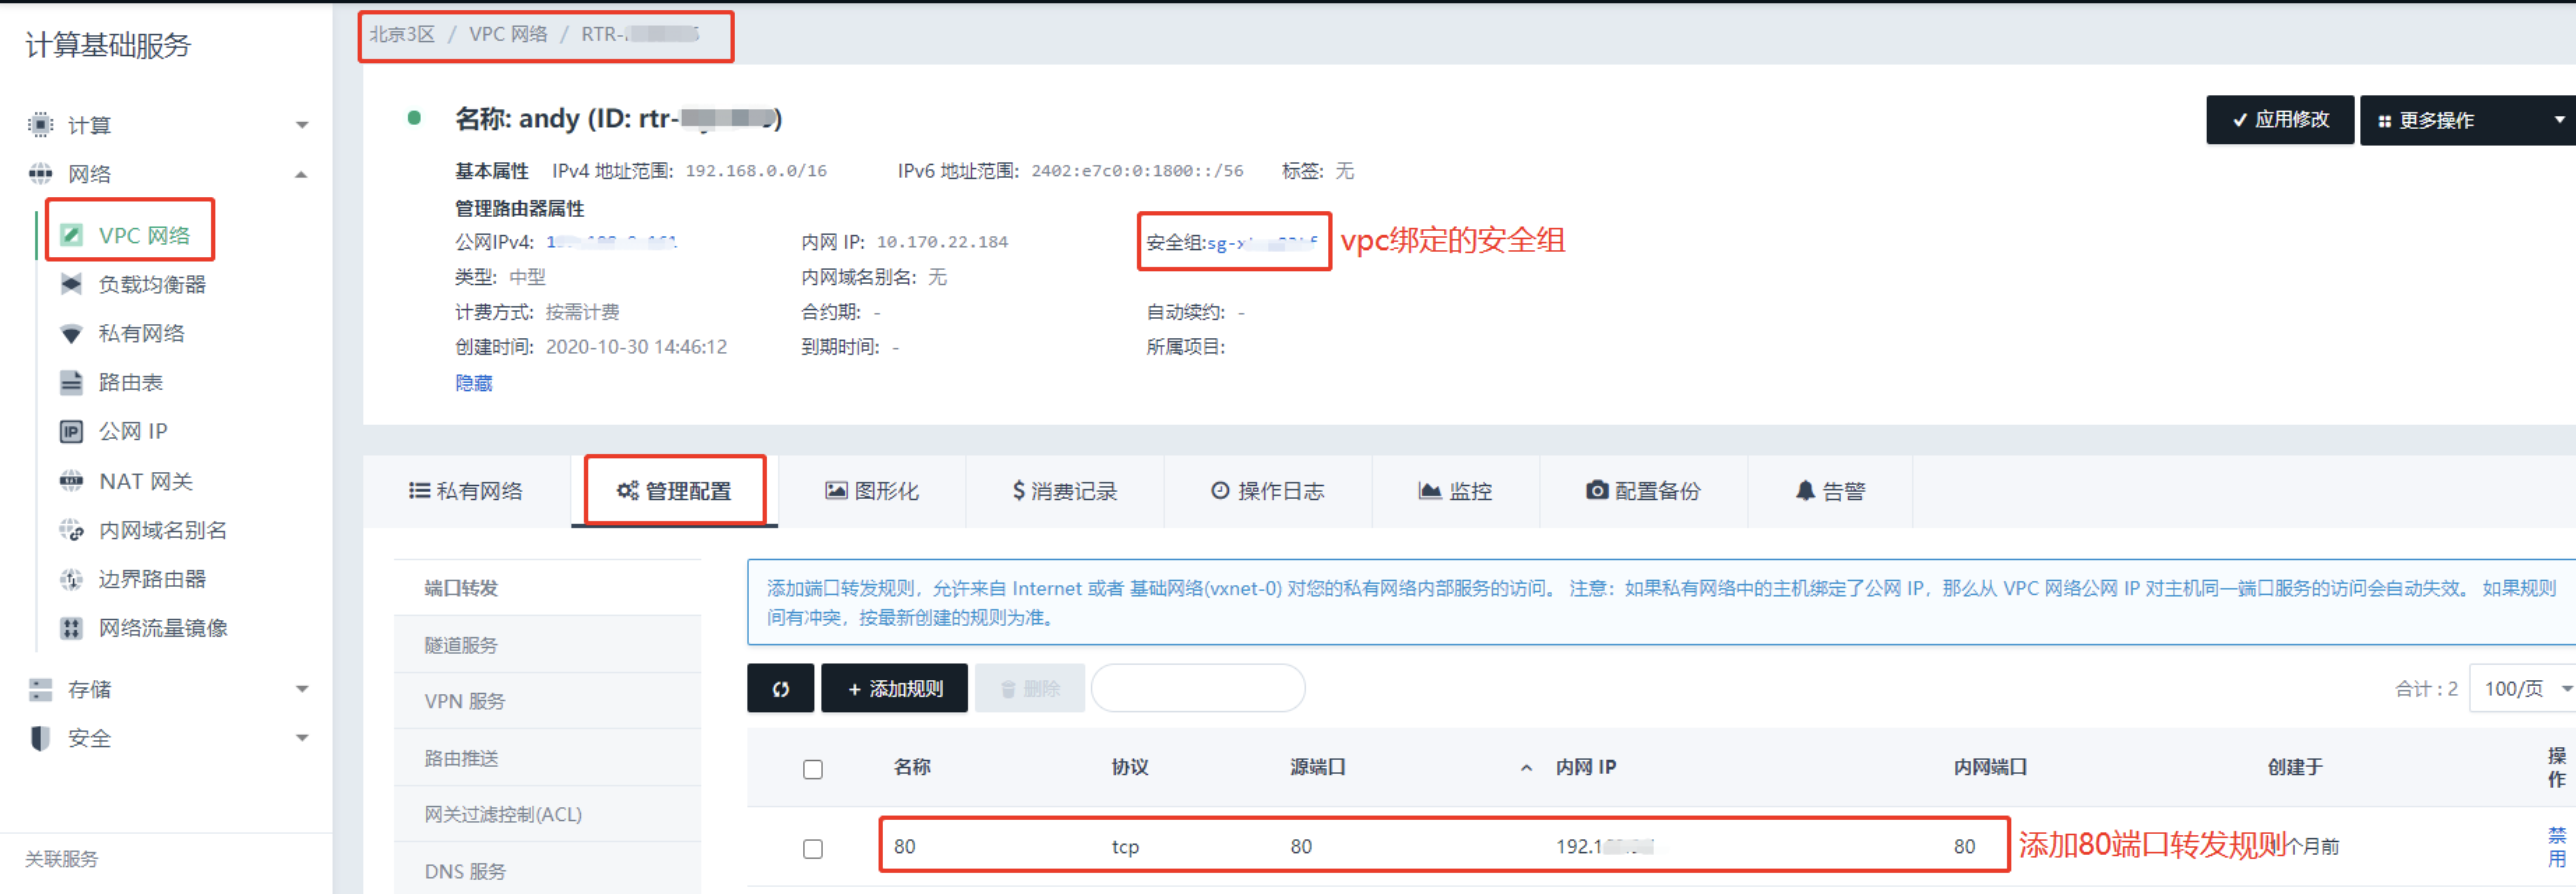 计算基础服务
计算
网络
VPC 网络
负载均衡器
私有网络
路由表
公网 IP
NAT 网关
内网域名别名
边界路由器
网络流量镜像
存储
安全
关联服务
北京3区 / VPC 网络 / RTR-
名称: andy (ID: rtr- )
应用修改
更多操作
基本属性 IPv4 地址范围: 192.168.0.0/16 IPv6 地址范围: 2402:e7c0:0:1800::/56 标签: 无
管理路由器属性
公网IPv4: 内网 IP: 10.170.22.184 安全组:sg- vpc绑定的安全组
类型: 中型 内网域名别名: 无
计费方式: 按需计费 合约期: - 自动续约: -
创建时间: 2020-10-30 14:46:12 到期时间: - 所属项目:
隐藏
私有网络 管理配置 图形化 $ 消费记录 操作日志 监控 配置备份 告警
端口转发
隧道服务
VPN 服务
路由推送
网关过滤控制(ACL)
DNS 服务
添加端口转发规则，允许来自 Internet 或者 基础网络(vxnet-0) 对您的私有网络内部服务的访问。 注意：如果私有网络中的主机绑定了公网 IP，那么从 VPC 网络公网 IP 对主机同一端口服务的访问会自动失效。 如果规则
间有冲突，按最新创建的规则为准。
+ 添加规则 删除 合计 : 2 100/页
名称 协议 源端口 内网 IP 内网端口 创建于 操作
80 tcp 80 192.1 80 添加80端口转发规则 个月前 禁用